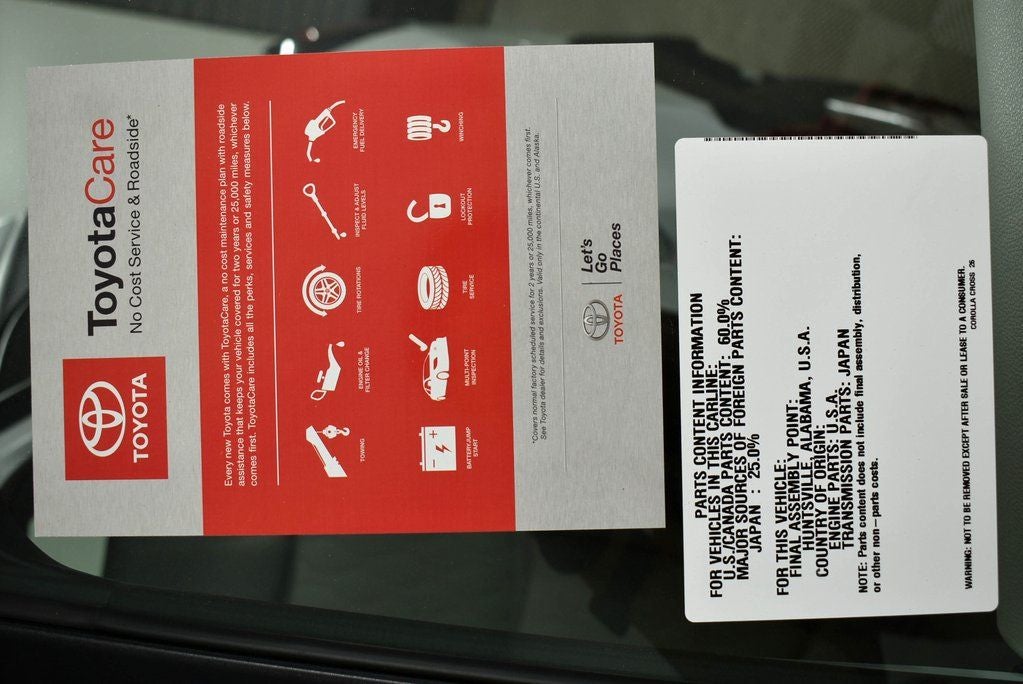 TOYOTA
ToyotaCare
No Cost Service & Roadside*
Every new Toyota comes with ToyotaCare, a no cost maintenance plan with roadside
assistance that keeps your vehicle covered for two years or 25,000 miles, whichever
comes first. ToyotaCare includes all the perks, services and safety measures below.
TOWING
ENGINE OIL &
FILTER CHANGE
TIRE ROTATIONS
INSPECT & ADJUST
FLUID LEVELS
EMERGENCY
FUEL DELIVERY
BATTERY/JUMP
START
MULTI-POINT
INSPECTION
TIRE
SERVICE
LOCKOUT
PROTECTION
WINCHING
*Covers normal factory scheduled service for 2 years or 25,000 miles, whichever comes first.
See Toyota dealer for details and exclusions. Valid only in the continental U.S. and Alaska.
TOYOTA
Let's
Go
Places
PARTS CONTENT INFORMATION
FOR VEHICLES IN THIS CARLINE:
U.S./CANADA PARTS CONTENT: 60.0%
MAJOR SOURCES OF FOREIGN PARTS CONTENT:
JAPAN : 25.0%
FOR THIS VEHICLE:
FINAL ASSEMBLY POINT:
HUNTSVILLE, ALABAMA, U.S.A.
COUNTRY OF ORIGIN:
ENGINE PARTS: U.S.A.
TRANSMISSION PARTS: JAPAN
NOTE: Parts content does not include final assembly, distribution,
or other non-parts costs.
WARNING: NOT TO BE REMOVED EXCEPT AFTER SALE OR LEASE TO A CONSUMER.
COROLLA CROSS 26